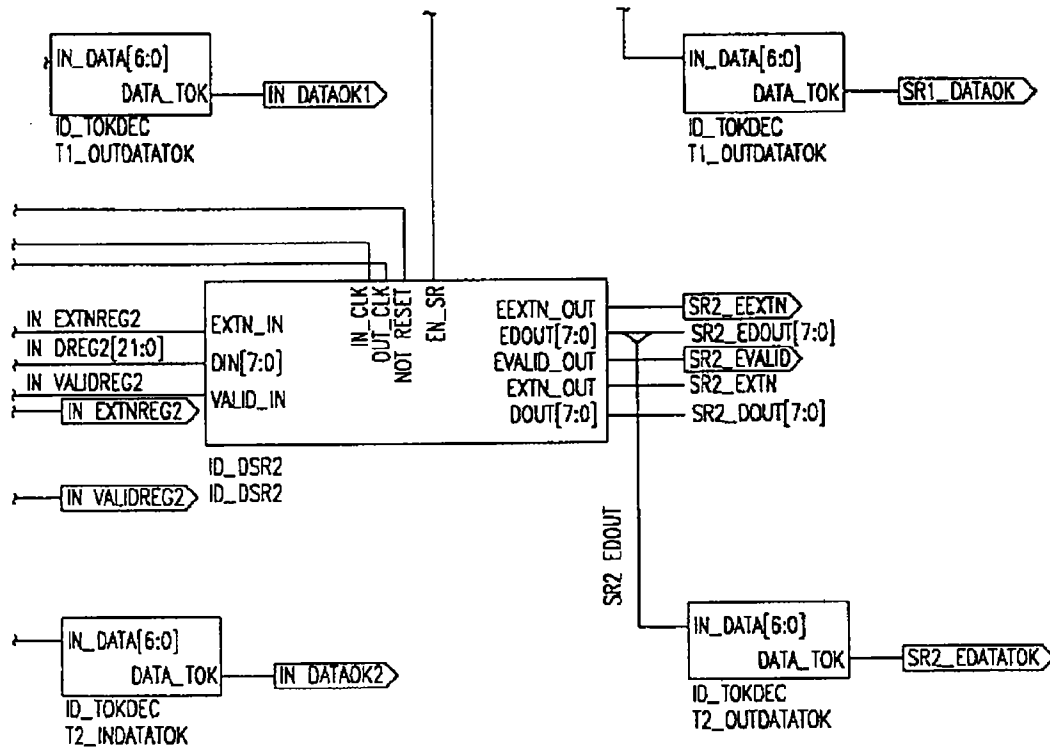 IN_DATA[6:0]
DATA_TOK
IN DATAOK1
ID_TOKDEC
T1_OUTDATATOK
IN_DATA[6:0]
DATA_TOK
SR1_DATAOK
ID_TOKDEC
T1_OUTDATATOK
IN_CLK
OUT_CLK
NOT RESET
EN_SR
IN EXTNREG2
IN DREG2[21:0]
IN VALIDREG2
IN EXTNREG2
EXTN_IN
DIN[7:0]
VALID_IN
EEXTN_OUT
EDOUT[7:0]
EVALID_OUT
EXTN_OUT
DOUT[7:0]
SR2_EEXTN
SR2_EDOUT[7:0]
SR2_EVALID
SR2_EXTN
SR2_DOUT[7:0]
ID_DSR2
ID_DSR2
IN VALIDREG2
SR2 EDOUT
IN_DATA[6:0]
DATA_TOK
IN DATAOK2
ID_TOKDEC
T2_INDATATOK
IN_DATA[6:0]
DATA_TOK
SR2_EDATATOK
ID_TOKDEC
T2_OUTDATATOK